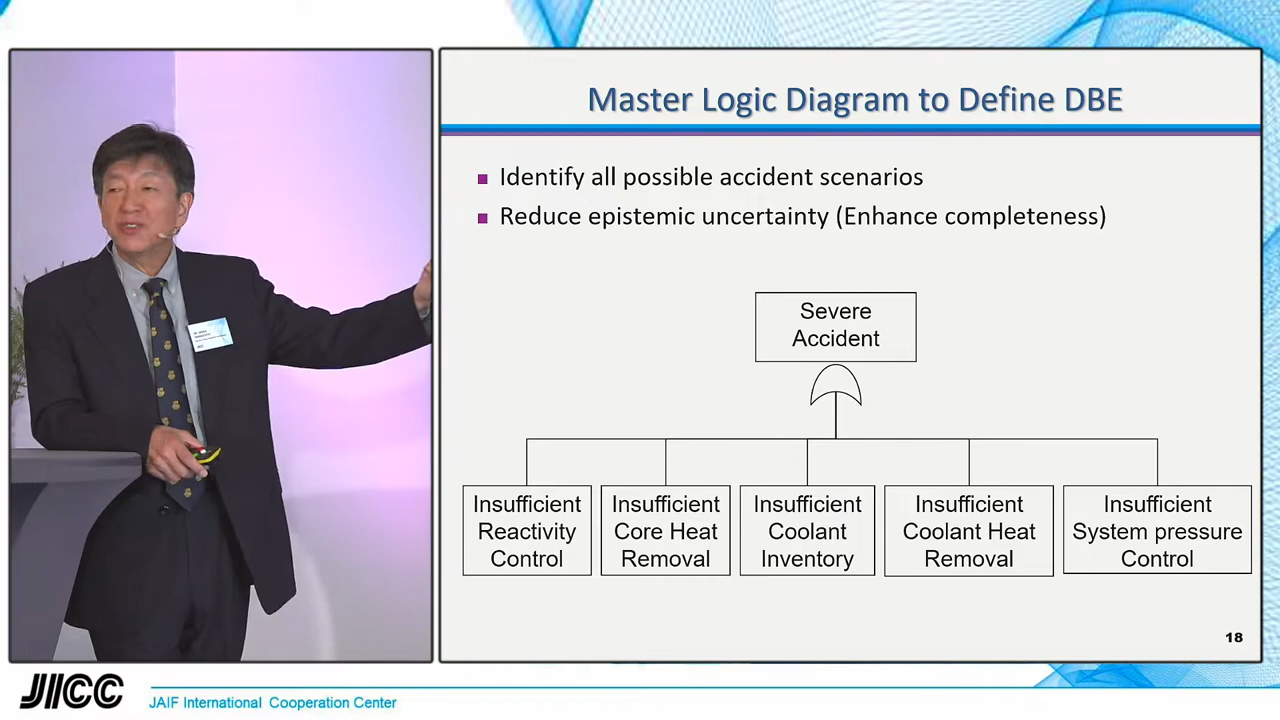 Master Logic Diagram to Define DBE
Identify all possible accident scenarios
Reduce epistemic uncertainty (Enhance completeness)
Severe
Accident
Insufficient
Reactivity
Control
Insufficient
Core Heat
Removal
Insufficient
Coolant
Inventory
Insufficient
Coolant Heat
Removal
Insufficient
System pressure
Control
18
JICC
JAIF International Cooperation Center